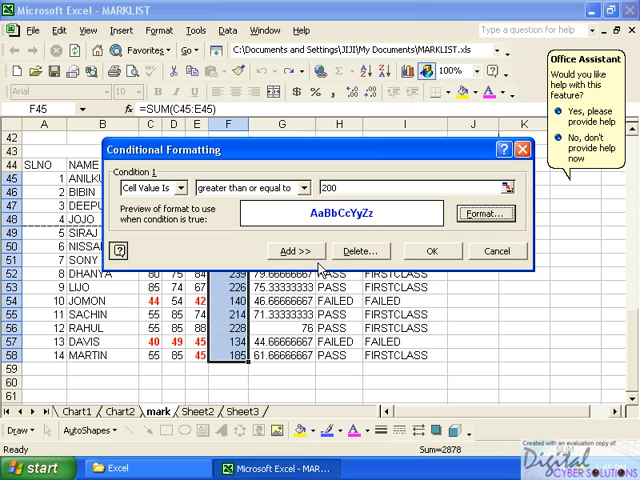 Microsoft Excel - MARKLIST
File Edit View Insert Format Tools Data Window Help
Type a question for help
Favorites Go C:\Documents and Settings\JIJI\My Documents\MARKLIST.xls
100%
Arial 10 B I U
F45 fx =SUM(C45:E45)
A B C D E F G H I J K
42
43
44 SLNO NAME
45 1 ANILKU
46 2 BIBIN
47 3 DEEPU
48 4 JOJO
49 5 SIRAJ
50 6 NISSA
51 7 SONY
52 8 DHANYA 80 75 84 239 79.66666667 PASS FIRSTCLASS
53 9 LIJO 85 74 67 226 75.33333333 PASS FIRSTCLASS
54 10 JOMON 44 54 42 140 46.66666667 FAILED FAILED
55 11 SACHIN 55 85 74 214 71.33333333 PASS FIRSTCLASS
56 12 RAHUL 55 85 88 228 76 PASS FIRSTCLASS
57 13 DAVIS 40 49 45 134 44.66666667 FAILED FAILED
58 14 MARTIN 55 85 45 185 61.66666667 PASS FIRSTCLASS
59
60
61
Conditional Formatting
Condition 1
Cell Value Is greater than or equal to 200
Preview of format to use
when condition is true:
AaBbCcYyZz
Format...
Add >> Delete... OK Cancel
Office Assistant
Would you like
help with this
feature?
Yes, please
provide help
No, don't
provide help
now
Chart1 Chart2 mark Sheet2 Sheet3
Draw AutoShapes
Ready Sum=2878
start Excel Microsoft Excel - MAR...
Created with an evaluation copy of
Digital
CYBER SOLUTIONS